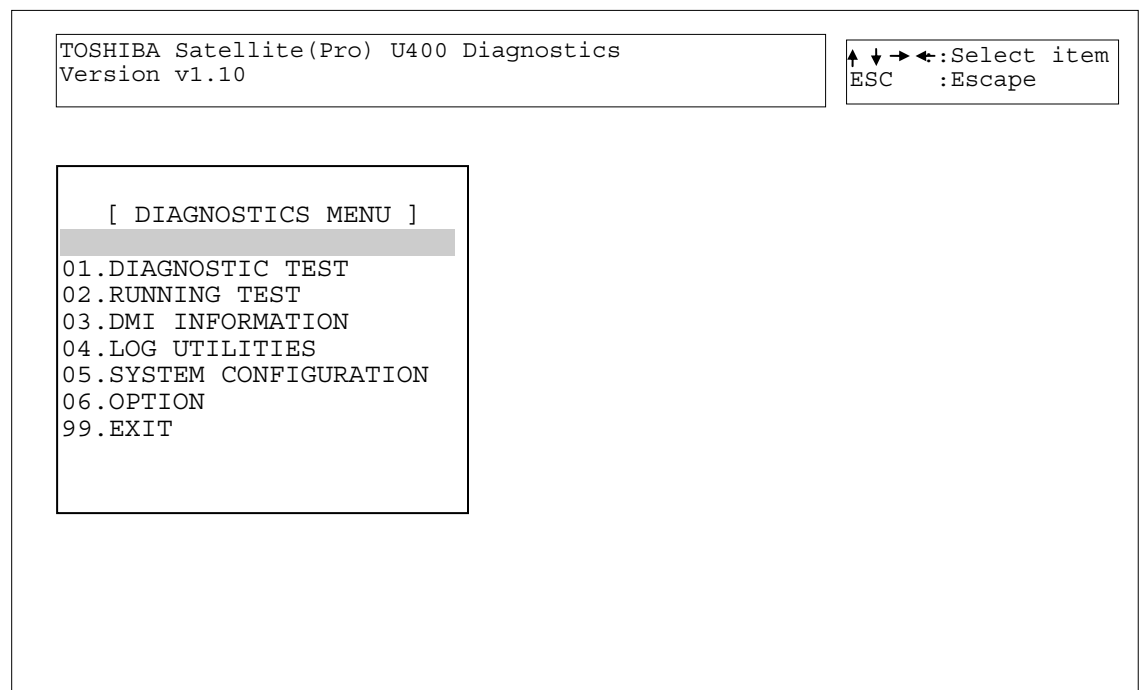 TOSHIBA Satellite(Pro) U400 Diagnostics
Version v1.10
↑ ↓ → ←:Select item
ESC :Escape
[ DIAGNOSTICS MENU ]
01.DIAGNOSTIC TEST
02.RUNNING TEST
03.DMI INFORMATION
04.LOG UTILITIES
05.SYSTEM CONFIGURATION
06.OPTION
99.EXIT